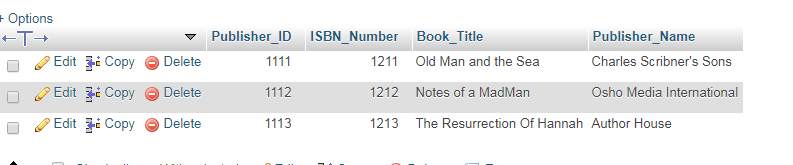 + Options
←T→ Publisher_ID ISBN_Number Book_Title Publisher_Name
Edit Copy Delete 1111 1211 Old Man and the Sea Charles Scribner's Sons
Edit Copy Delete 1112 1212 Notes of a MadMan Osho Media International
Edit Copy Delete 1113 1213 The Resurrection Of Hannah Author House